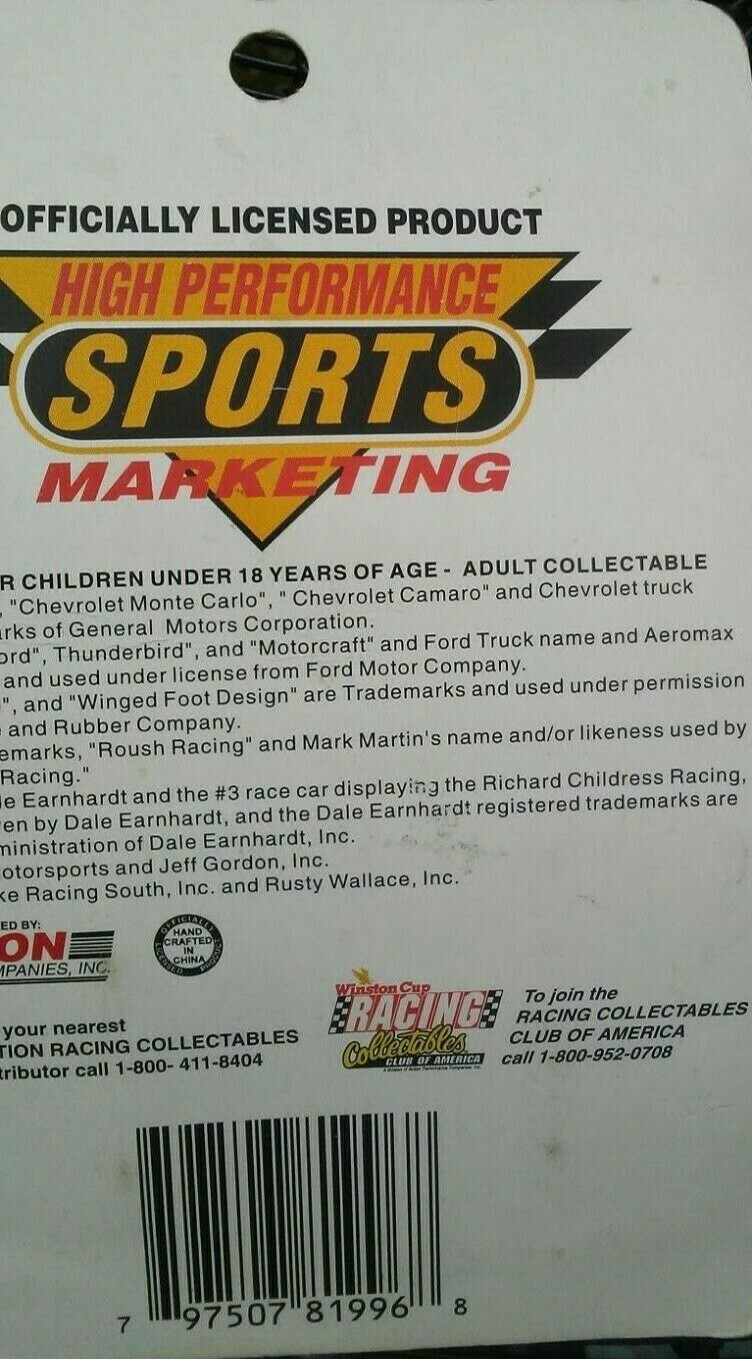 OFFICIALLY LICENSED PRODUCT
HIGH PERFORMANCE
SPORTS
MARKETING
R CHILDREN UNDER 18 YEARS OF AGE - ADULT COLLECTABLE
, "Chevrolet Monte Carlo", " Chevrolet Camaro" and Chevrolet truck
arks of General Motors Corporation.
ord", Thunderbird", and "Motorcraft" and Ford Truck name and Aeromax
and used under license from Ford Motor Company.
", and "Winged Foot Design" are Trademarks and used under permission
and Rubber Company.
emarks, "Roush Racing" and Mark Martin's name and/or likeness used by
Racing."
le Earnhardt and the #3 race car displaying the Richard Childress Racing,
en by Dale Earnhardt, and the Dale Earnhardt registered trademarks are
ministration of Dale Earnhardt, Inc.
otorsports and Jeff Gordon, Inc.
ke Racing South, Inc. and Rusty Wallace, Inc.
ED BY:
ON
MPANIES, INC.
OFFICIALLY
HAND
CRAFTED
IN
CHINA
LICENSED PRODUCT
your nearest
TION RACING COLLECTABLES
tributor call 1-800- 411-8404
Winston Cup
RACING
Collectables
CLUB OF AMERICA
To join the
RACING COLLECTABLES
CLUB OF AMERICA
call 1-800-952-0708
7 97507 81996 8